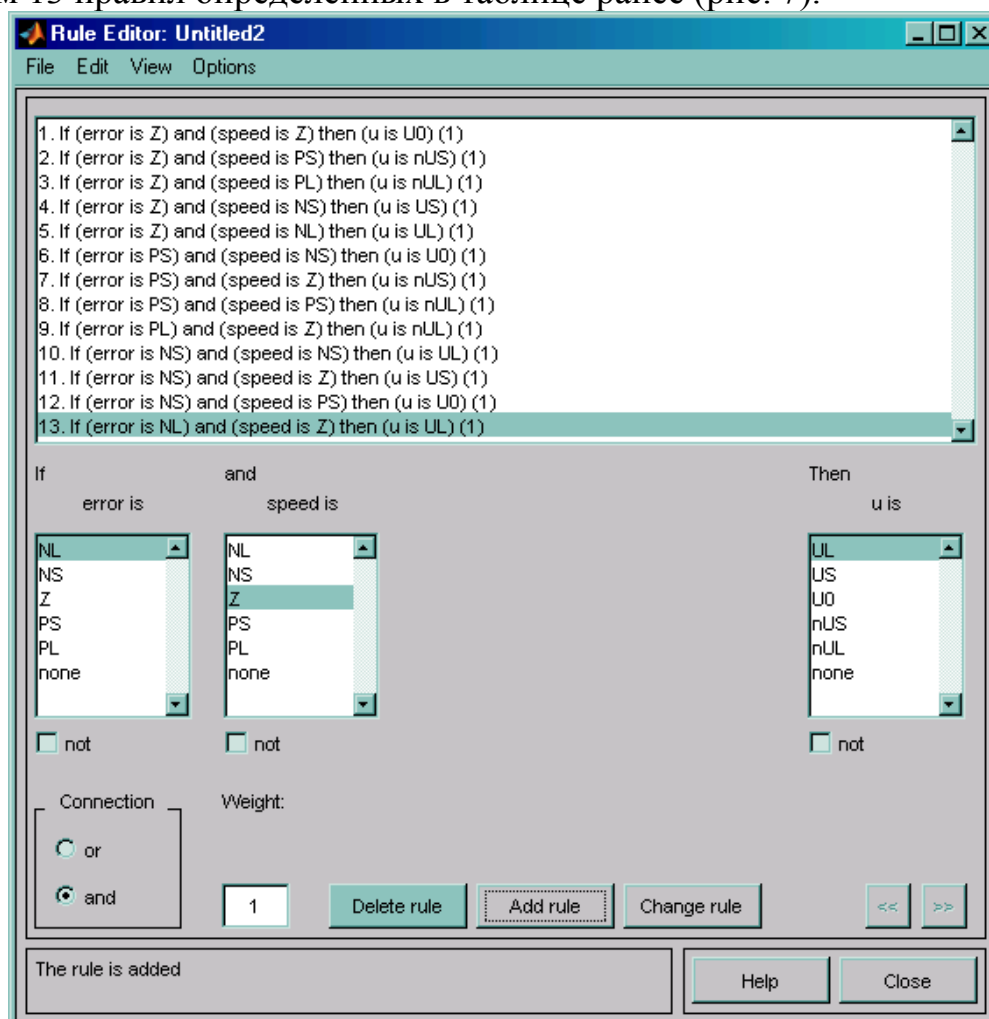 13 правил определенных в таблице ранее (рис. 7).
Rule Editor: Untitled2
File Edit View Options
1. If (error is Z) and (speed is Z) then (u is U0) (1)
2. If (error is Z) and (speed is PS) then (u is nUS) (1)
3. If (error is Z) and (speed is PL) then (u is nUL) (1)
4. If (error is Z) and (speed is NS) then (u is US) (1)
5. If (error is Z) and (speed is NL) then (u is UL) (1)
6. If (error is PS) and (speed is NS) then (u is U0) (1)
7. If (error is PS) and (speed is Z) then (u is nUS) (1)
8. If (error is PS) and (speed is PS) then (u is nUL) (1)
9. If (error is PL) and (speed is Z) then (u is nUL) (1)
10. If (error is NS) and (speed is NS) then (u is UL) (1)
11. If (error is NS) and (speed is Z) then (u is US) (1)
12. If (error is NS) and (speed is PS) then (u is U0) (1)
13. If (error is NL) and (speed is Z) then (u is UL) (1)
If and Then
error is speed is u is
NL NL UL
NS NS US
Z Z U0
PS PS nUS
PL PL nUL
none none none
not not not
Connection Weight:
or
and 1 Delete rule Add rule Change rule << >>
The rule is added Help Close